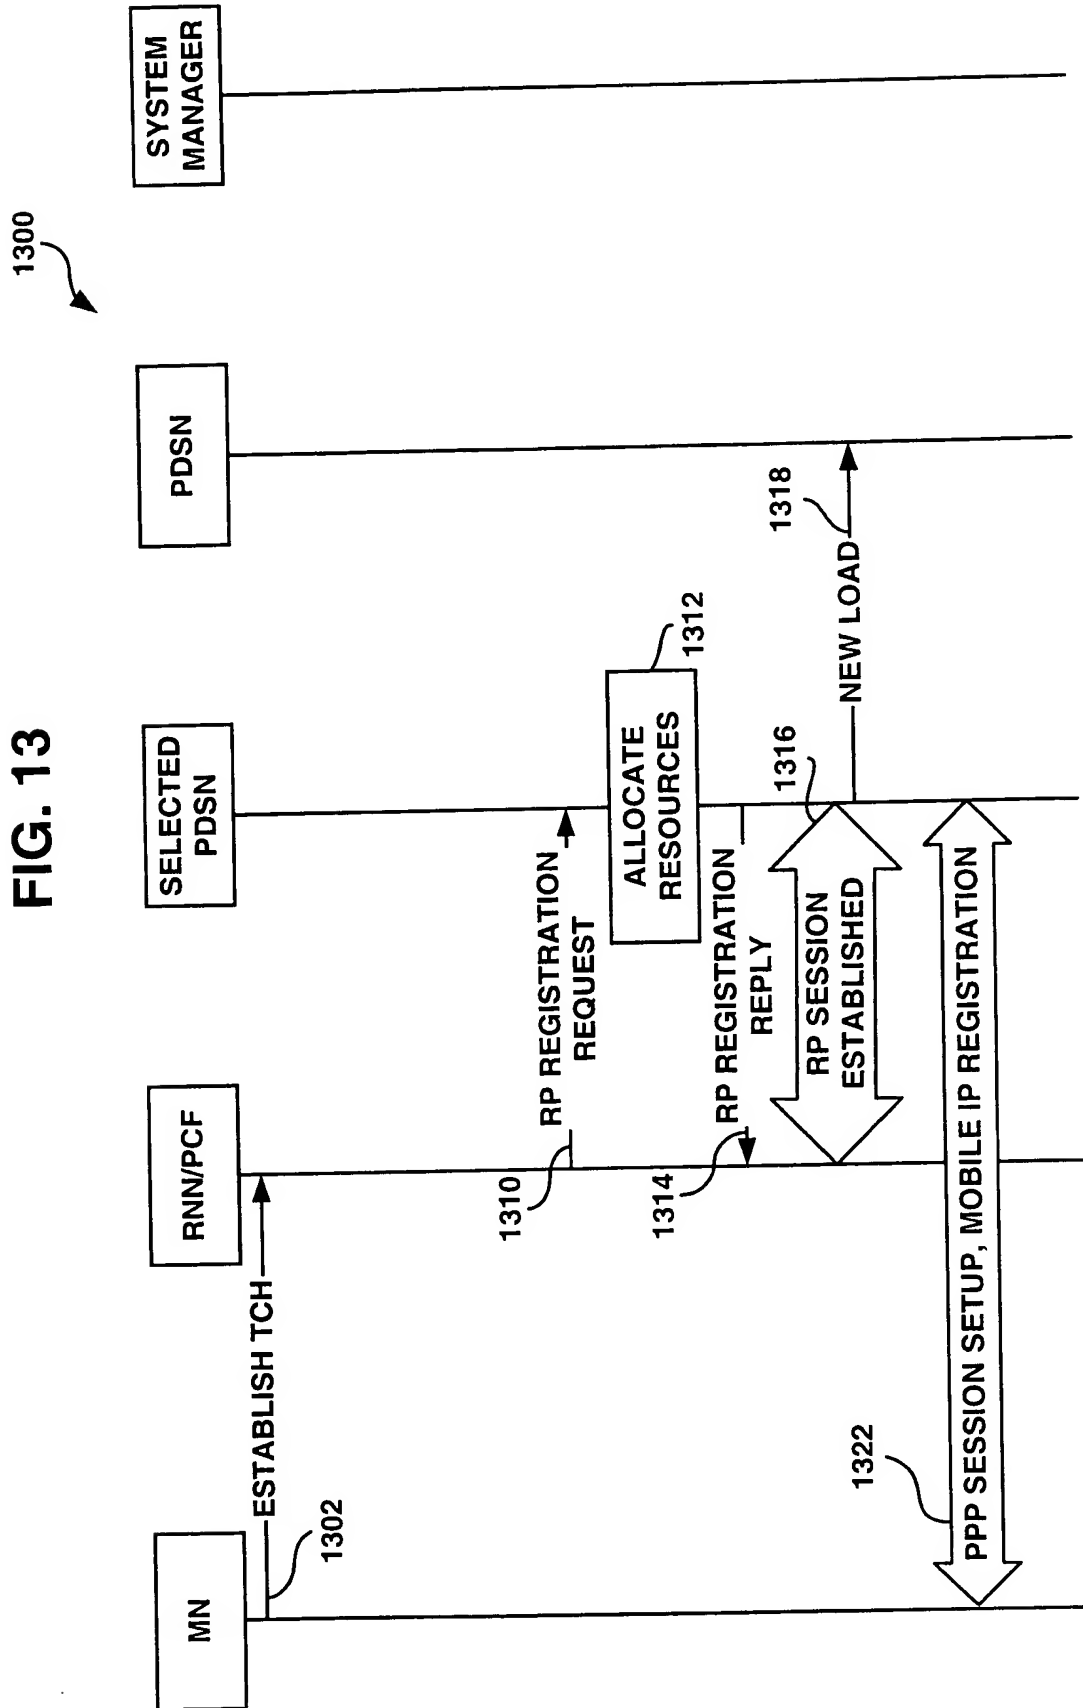 FIG. 13
1300
MN
RNN/PCF
SELECTED
PDSN
PDSN
SYSTEM
MANAGER
ESTABLISH TCH
1302
RP REGISTRATION
REQUEST
1310
ALLOCATE
RESOURCES
1312
RP REGISTRATION
REPLY
1314
RP SESSION
ESTABLISHED
1316
NEW LOAD
1318
PPP SESSION SETUP, MOBILE IP REGISTRATION
1322